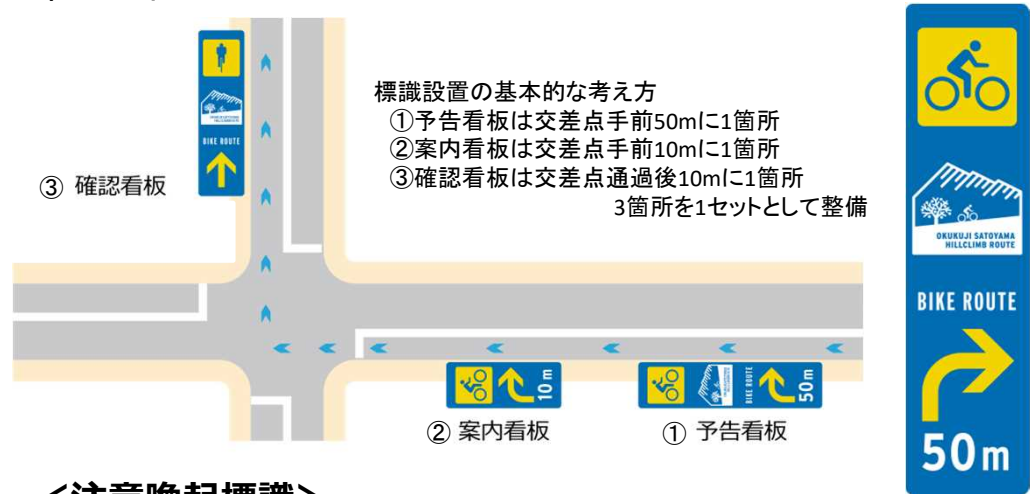 標識設置の基本的な考え方
①予告看板は交差点手前50mに1箇所
②案内看板は交差点手前10mに1箇所
③確認看板は交差点通過後10mに1箇所
3箇所を1セットとして整備
BIKE ROUTE
③ 確認看板
10m
② 案内看板
BIKE ROUTE
50m
① 予告看板
OKUKUJI SATOYAMA
HILLCLIMB ROUTE
BIKE ROUTE
50m
<注意喚起標識>